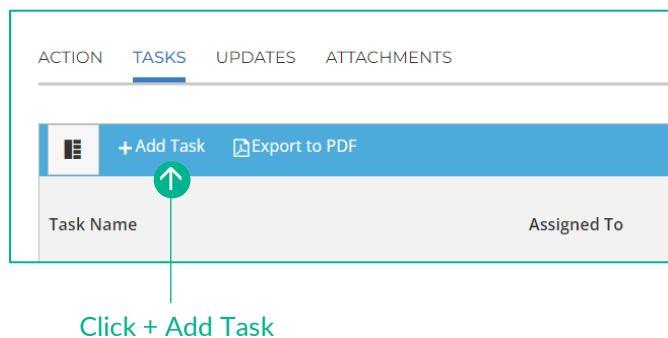 ACTION TASKS UPDATES ATTACHMENTS
+ Add Task Export to PDF
Task Name Assigned To
Click + Add Task